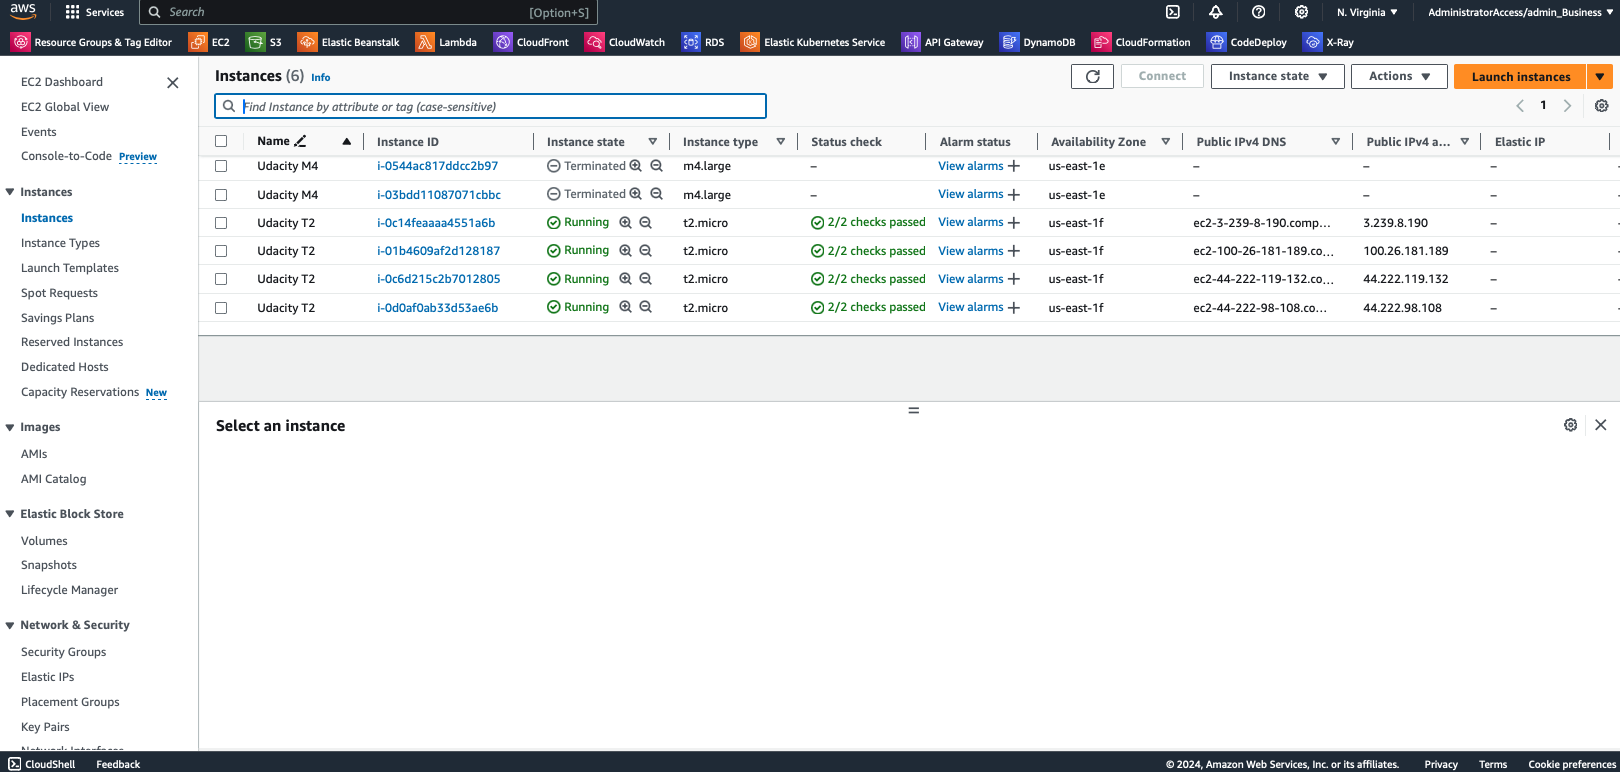 aws Services Search [Option+S] N. Virginia AdministratorAccess/admin_Business
Resource Groups & Tag Editor EC2 S3 Elastic Beanstalk Lambda CloudFront CloudWatch RDS Elastic Kubernetes Service API Gateway DynamoDB CloudFormation CodeDeploy X-Ray
EC2 Dashboard
EC2 Global View
Events
Console-to-Code Preview
Instances
Instances
Instance Types
Launch Templates
Spot Requests
Savings Plans
Reserved Instances
Dedicated Hosts
Capacity Reservations New
Images
AMIs
AMI Catalog
Elastic Block Store
Volumes
Snapshots
Lifecycle Manager
Network & Security
Security Groups
Elastic IPs
Placement Groups
Key Pairs
Network Interfaces
Instances (6) Info Connect Instance state Actions Launch instances
Find Instance by attribute or tag (case-sensitive) 1
Name Instance ID Instance state Instance type Status check Alarm status Availability Zone Public IPv4 DNS Public IPv4 a... Elastic IP
Udacity M4 i-0544ac817ddcc2b97 Terminated m4.large – View alarms + us-east-1e – – –
Udacity M4 i-03bdd11087071cbbc Terminated m4.large – View alarms + us-east-1e – – –
Udacity T2 i-0c14feaaaa4551a6b Running t2.micro 2/2 checks passed View alarms + us-east-1f ec2-3-239-8-190.comp... 3.239.8.190 –
Udacity T2 i-01b4609af2d128187 Running t2.micro 2/2 checks passed View alarms + us-east-1f ec2-100-26-181-189.co... 100.26.181.189 –
Udacity T2 i-0c6d215c2b7012805 Running t2.micro 2/2 checks passed View alarms + us-east-1f ec2-44-222-119-132.co... 44.222.119.132 –
Udacity T2 i-0d0af0ab33d53ae6b Running t2.micro 2/2 checks passed View alarms + us-east-1f ec2-44-222-98-108.co... 44.222.98.108 –
Select an instance
CloudShell Feedback © 2024, Amazon Web Services, Inc. or its affiliates. Privacy Terms Cookie preferences